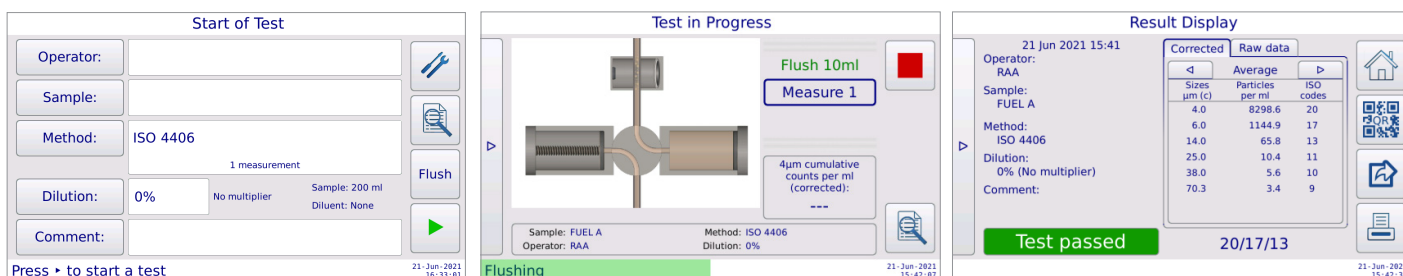 Start of Test
Operator:
Sample:
Method:
ISO 4406
1 measurement
Dilution:
0%
No multiplier
Sample: 200 ml
Diluent: None
Comment:
Flush
Press ▸ to start a test
21-Jun-2021
16:33:01
Test in Progress
Flush 10ml
Measure 1
4µm cumulative
counts per ml
(corrected):
---
Sample: FUEL A
Method: ISO 4406
Operator: RAA
Dilution: 0%
Flushing
21-Jun-2021
15:42:07
Result Display
21 Jun 2021 15:41
Operator:
RAA
Sample:
FUEL A
Method:
ISO 4406
Dilution:
0% (No multiplier)
Comment:
Test passed
Corrected
Raw data
Average
Sizes µm (c) Particles per ml ISO codes
4.0 8298.6 20
6.0 1144.9 17
14.0 65.8 13
25.0 10.4 11
38.0 5.6 10
70.3 3.4 9
20/17/13
QR